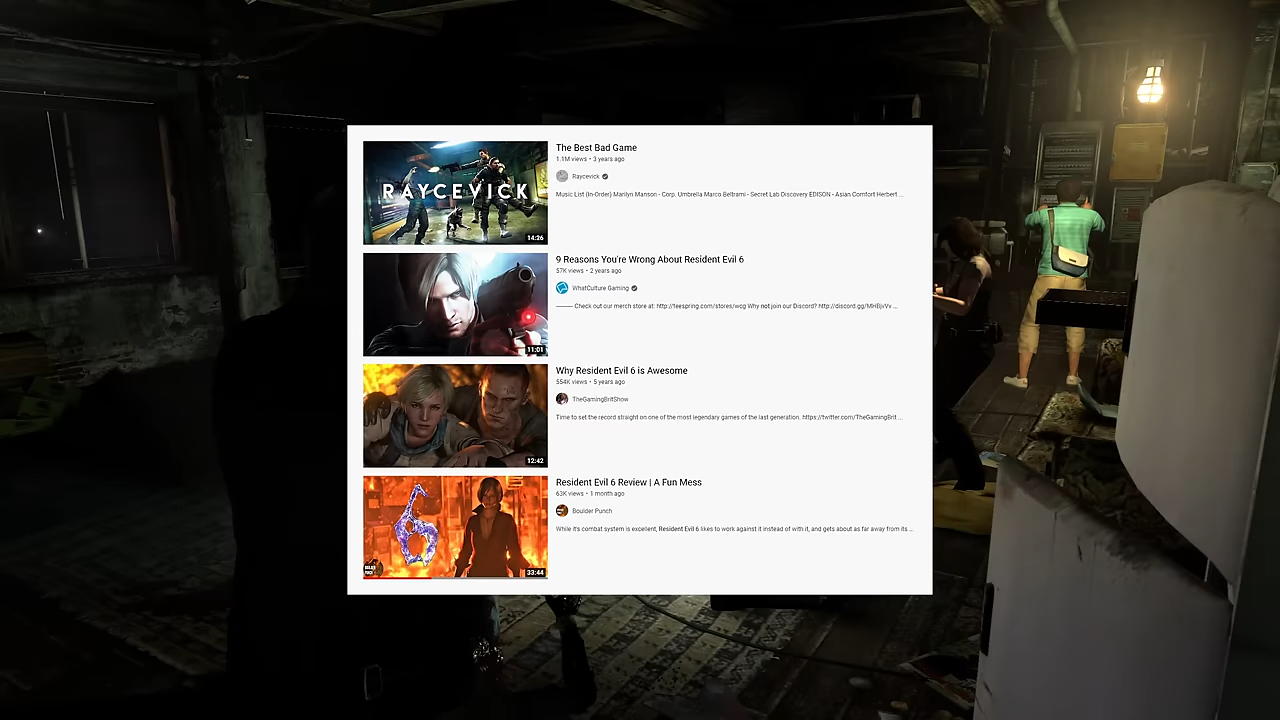 The Best Bad Game
1.1M views • 3 years ago
RAYCEVICK
Raycevick
Music List (In-Order) Marilyn Manson - Corp. Umbrella Marco Beltrami - Secret Lab Discovery EDISON - Asian Comfort Herbert ...
14:26
9 Reasons You're Wrong About Resident Evil 6
57K views • 2 years ago
WhatCulture Gaming
——— Check out our merch store at: http://teespring.com/stores/wcg Why not join our Discord? http://discord.gg/MHBjvVv ...
11:01
Why Resident Evil 6 is Awesome
554K views • 5 years ago
TheGamingBritShow
Time to set the record straight on one of the most legendary games of the last generation. https://twitter.com/TheGamingBrit ...
12:42
Resident Evil 6 Review | A Fun Mess
63K views • 1 month ago
6
Boulder Punch
While it's combat system is excellent, Resident Evil 6 likes to work against it instead of with it, and gets about as far away from its ...
33:44